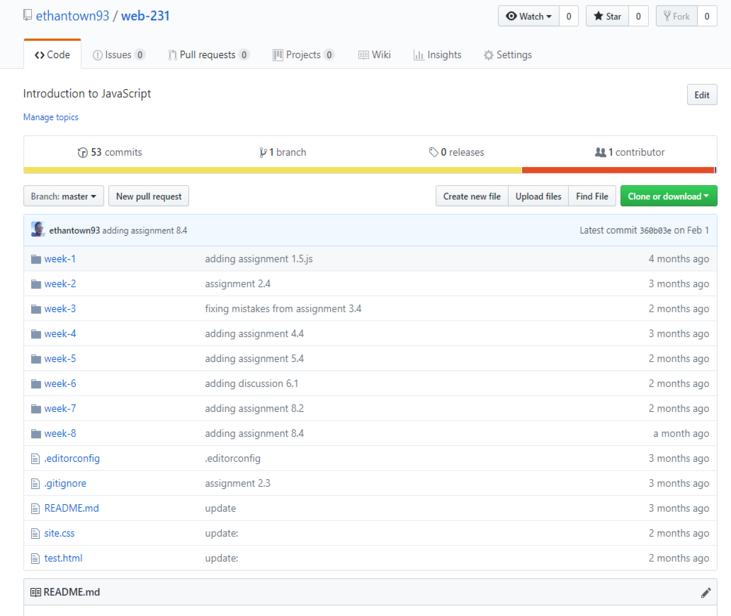 ethantown93 / web-231 Watch 0 Star 0 Fork 0
Code Issues 0 Pull requests 0 Projects 0 Wiki Insights Settings
Introduction to JavaScript Edit
Manage topics
53 commits 1 branch 0 releases 1 contributor
Branch: master New pull request Create new file Upload files Find File Clone or download
ethantown93 adding assignment 8.4 Latest commit 360b03e on Feb 1
week-1 adding assignment 1.5.js 4 months ago
week-2 assignment 2.4 3 months ago
week-3 fixing mistakes from assignment 3.4 2 months ago
week-4 adding assignment 4.4 3 months ago
week-5 adding assignment 5.4 2 months ago
week-6 adding discussion 6.1 2 months ago
week-7 adding assignment 8.2 2 months ago
week-8 adding assignment 8.4 a month ago
.editorconfig .editorconfig 3 months ago
.gitignore assignment 2.3 3 months ago
README.md update 3 months ago
site.css update: 2 months ago
test.html update: 2 months ago
README.md